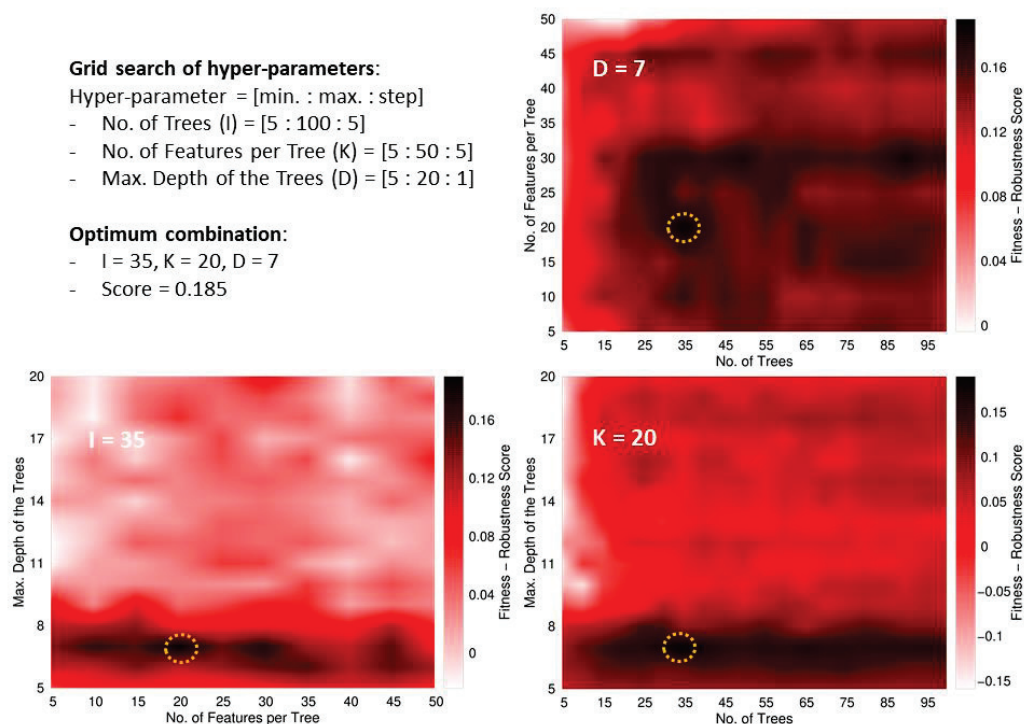 Grid search of hyper-parameters:
Hyper-parameter = [min. : max. : step]
- No. of Trees (I) = [5 : 100 : 5]
- No. of Features per Tree (K) = [5 : 50 : 5]
- Max. Depth of the Trees (D) = [5 : 20 : 1]
Optimum combination:
- I = 35, K = 20, D = 7
- Score = 0.185
No. of Features per Tree
50
45
40
35
30
25
20
15
10
5
D = 7
5 15 25 35 45 55 65 75 85 95
No. of Trees
0.16
0.12
0.08
0.04
0
Fitness – Robustness Score
Max. Depth of the Trees
20
17
14
11
8
5
I = 35
5 10 15 20 25 30 35 40 45 50
No. of Features per Tree
0.16
0.12
0.08
0.04
0
Fitness – Robustness Score
Max. Depth of the Trees
20
17
14
11
8
5
K = 20
5 15 25 35 45 55 65 75 85 95
No. of Trees
0.15
0.1
0.05
0
−0.05
−0.1
−0.15
Fitness – Robustness Score